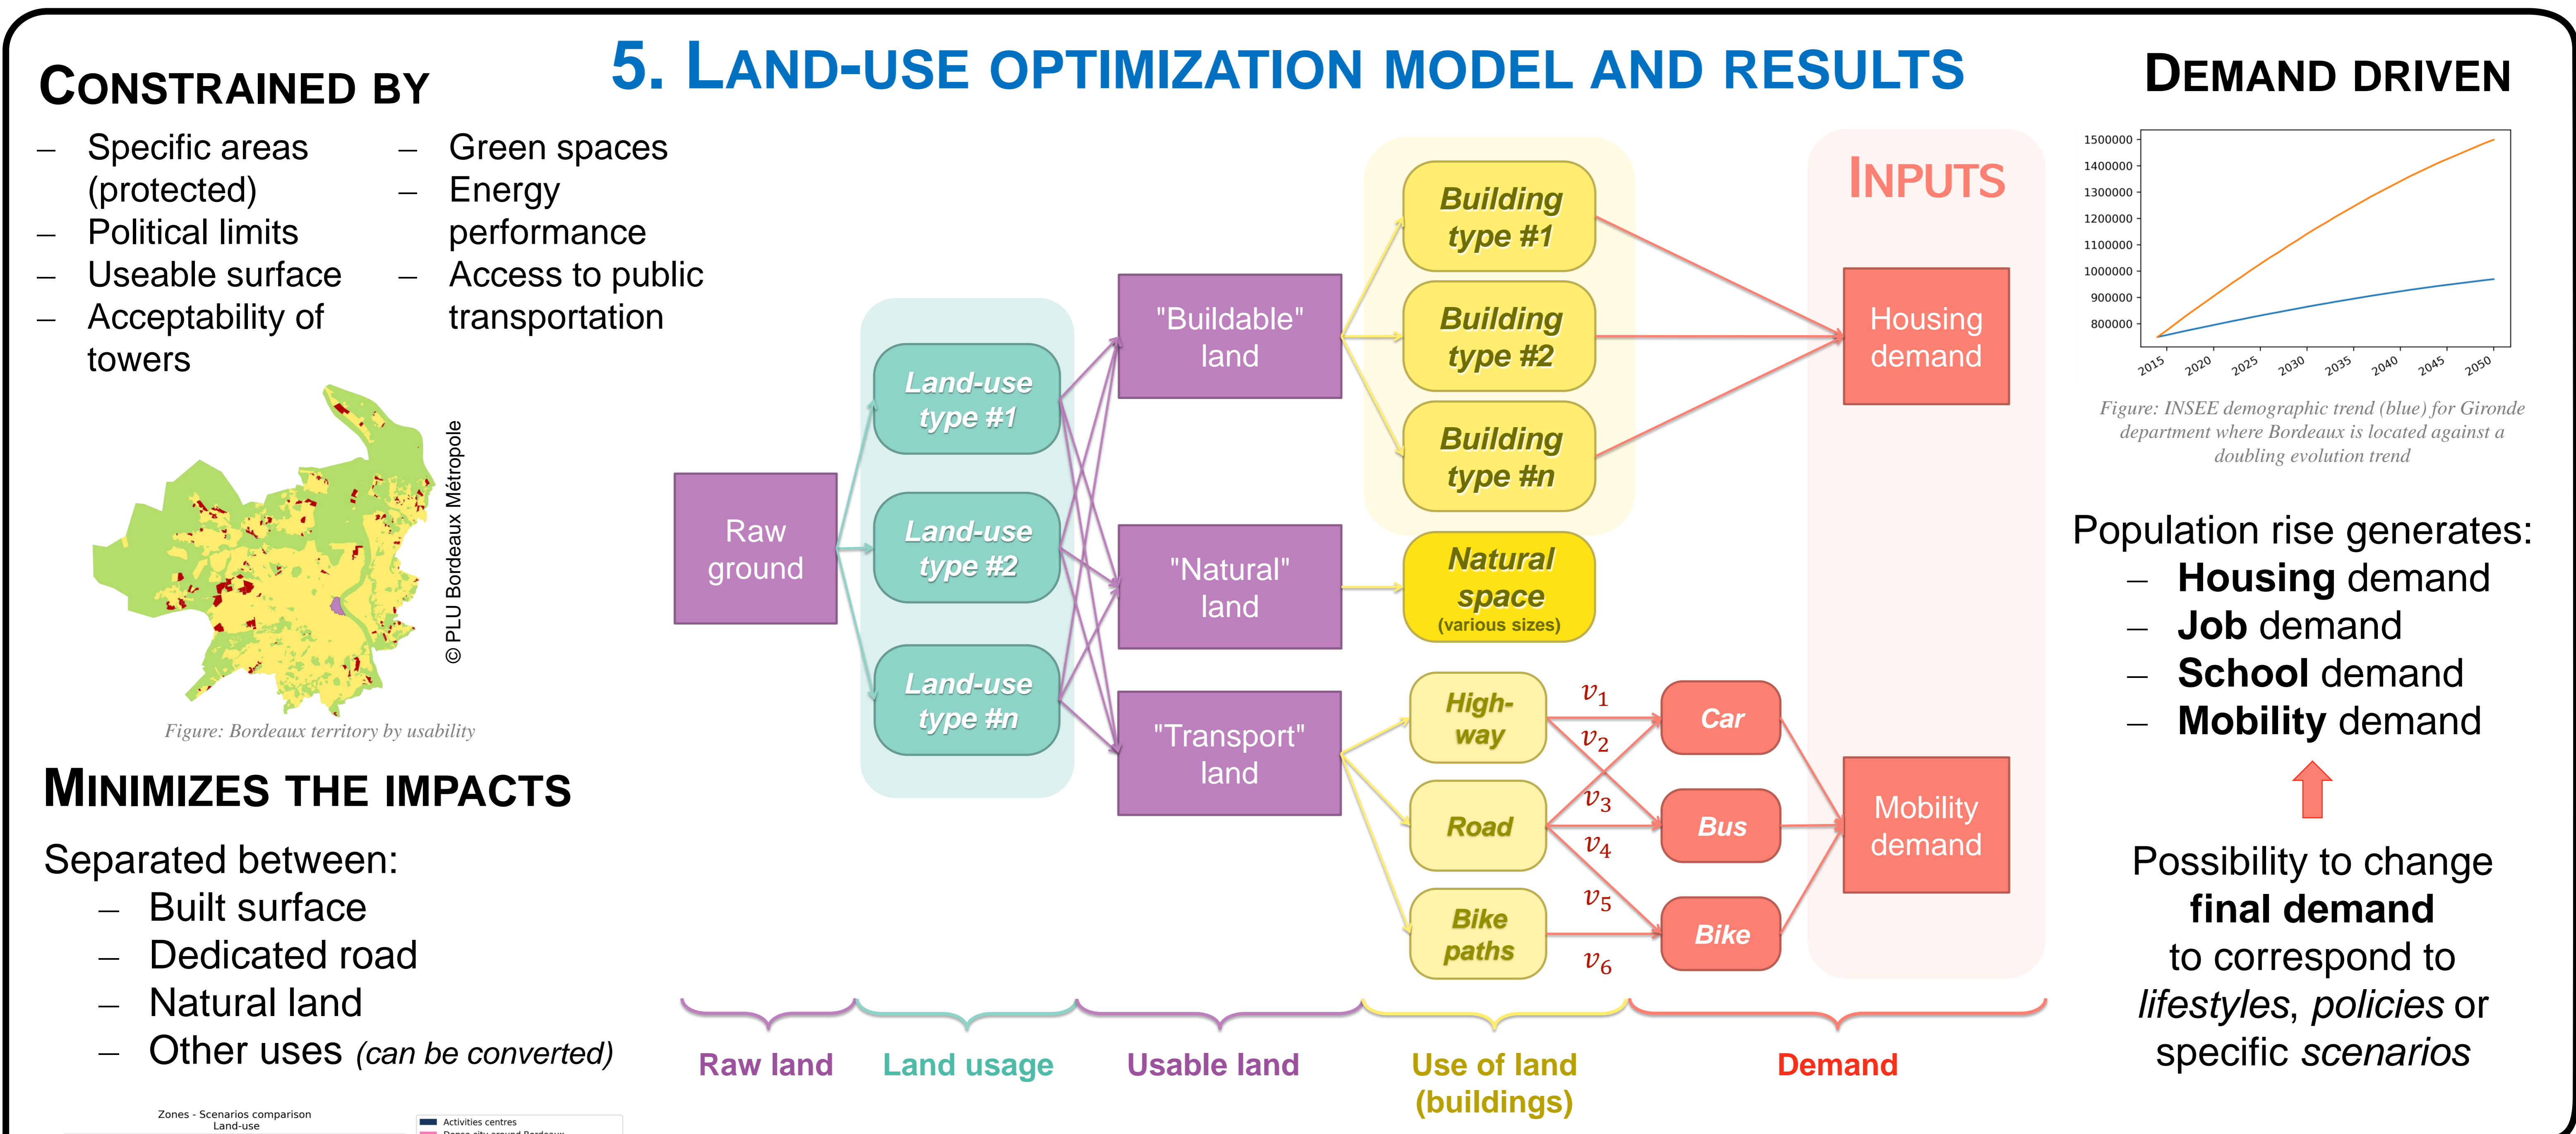 5. LAND-USE OPTIMIZATION MODEL AND RESULTS
CONSTRAINED BY
– Specific areas
(protected)
– Political limits
– Useable surface
– Acceptability of
towers
– Green spaces
– Energy
performance
– Access to public
transportation
© PLU Bordeaux Métropole
Figure: Bordeaux territory by usability
MINIMIZES THE IMPACTS
Separated between:
– Built surface
– Dedicated road
– Natural land
– Other uses (can be converted)
Zones - Scenarios comparison
Land-use
Activities centres
Dense city around Bordeaux
Raw
ground
Land-use
type #1
Land-use
type #2
Land-use
type #n
"Buildable"
land
"Natural"
land
"Transport"
land
Building
type #1
Building
type #2
Building
type #n
Natural
space
(various sizes)
High-
way
Road
Bike
paths
v1
v2
v3
v4
v5
v6
Car
Bus
Bike
INPUTS
Housing
demand
Mobility
demand
Raw land
Land usage
Usable land
Use of land
(buildings)
Demand
DEMAND DRIVEN
1500000
1400000
1300000
1200000
1100000
1000000
900000
800000
2015 2020 2025 2030 2035 2040 2045 2050
Figure: INSEE demographic trend (blue) for Gironde
department where Bordeaux is located against a
doubling evolution trend
Population rise generates:
– Housing demand
– Job demand
– School demand
– Mobility demand
Possibility to change
final demand
to correspond to
lifestyles, policies or
specific scenarios